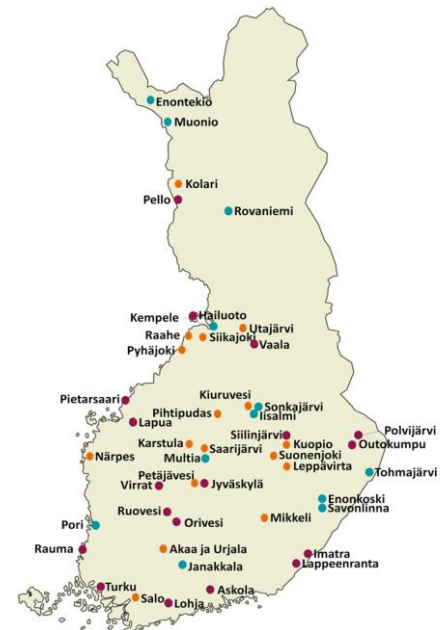 Enontekiö
Muonio
Kolari
Pello
Rovaniemi
Kempele
Hailuoto
Raahe
Siikajoki
Utajärvi
Pyhäjoki
Vaala
Kiuruvesi
Pietarsaari
Sonkajärvi
Pihtipudas
Iisalmi
Lapua
Siilinjärvi
Polvijärvi
Karstula
Saarijärvi
Kuopio
Outokumpu
Närpes
Multia
Suonenjoki
Leppävirta
Tohmajärvi
Petäjävesi
Virrat
Jyväskylä
Enonkoski
Savonlinna
Ruovesi
Orivesi
Mikkeli
Pori
Rauma
Akaa ja Urjala
Imatra
Janakkala
Lappeenranta
Turku
Askola
Salo
Lohja